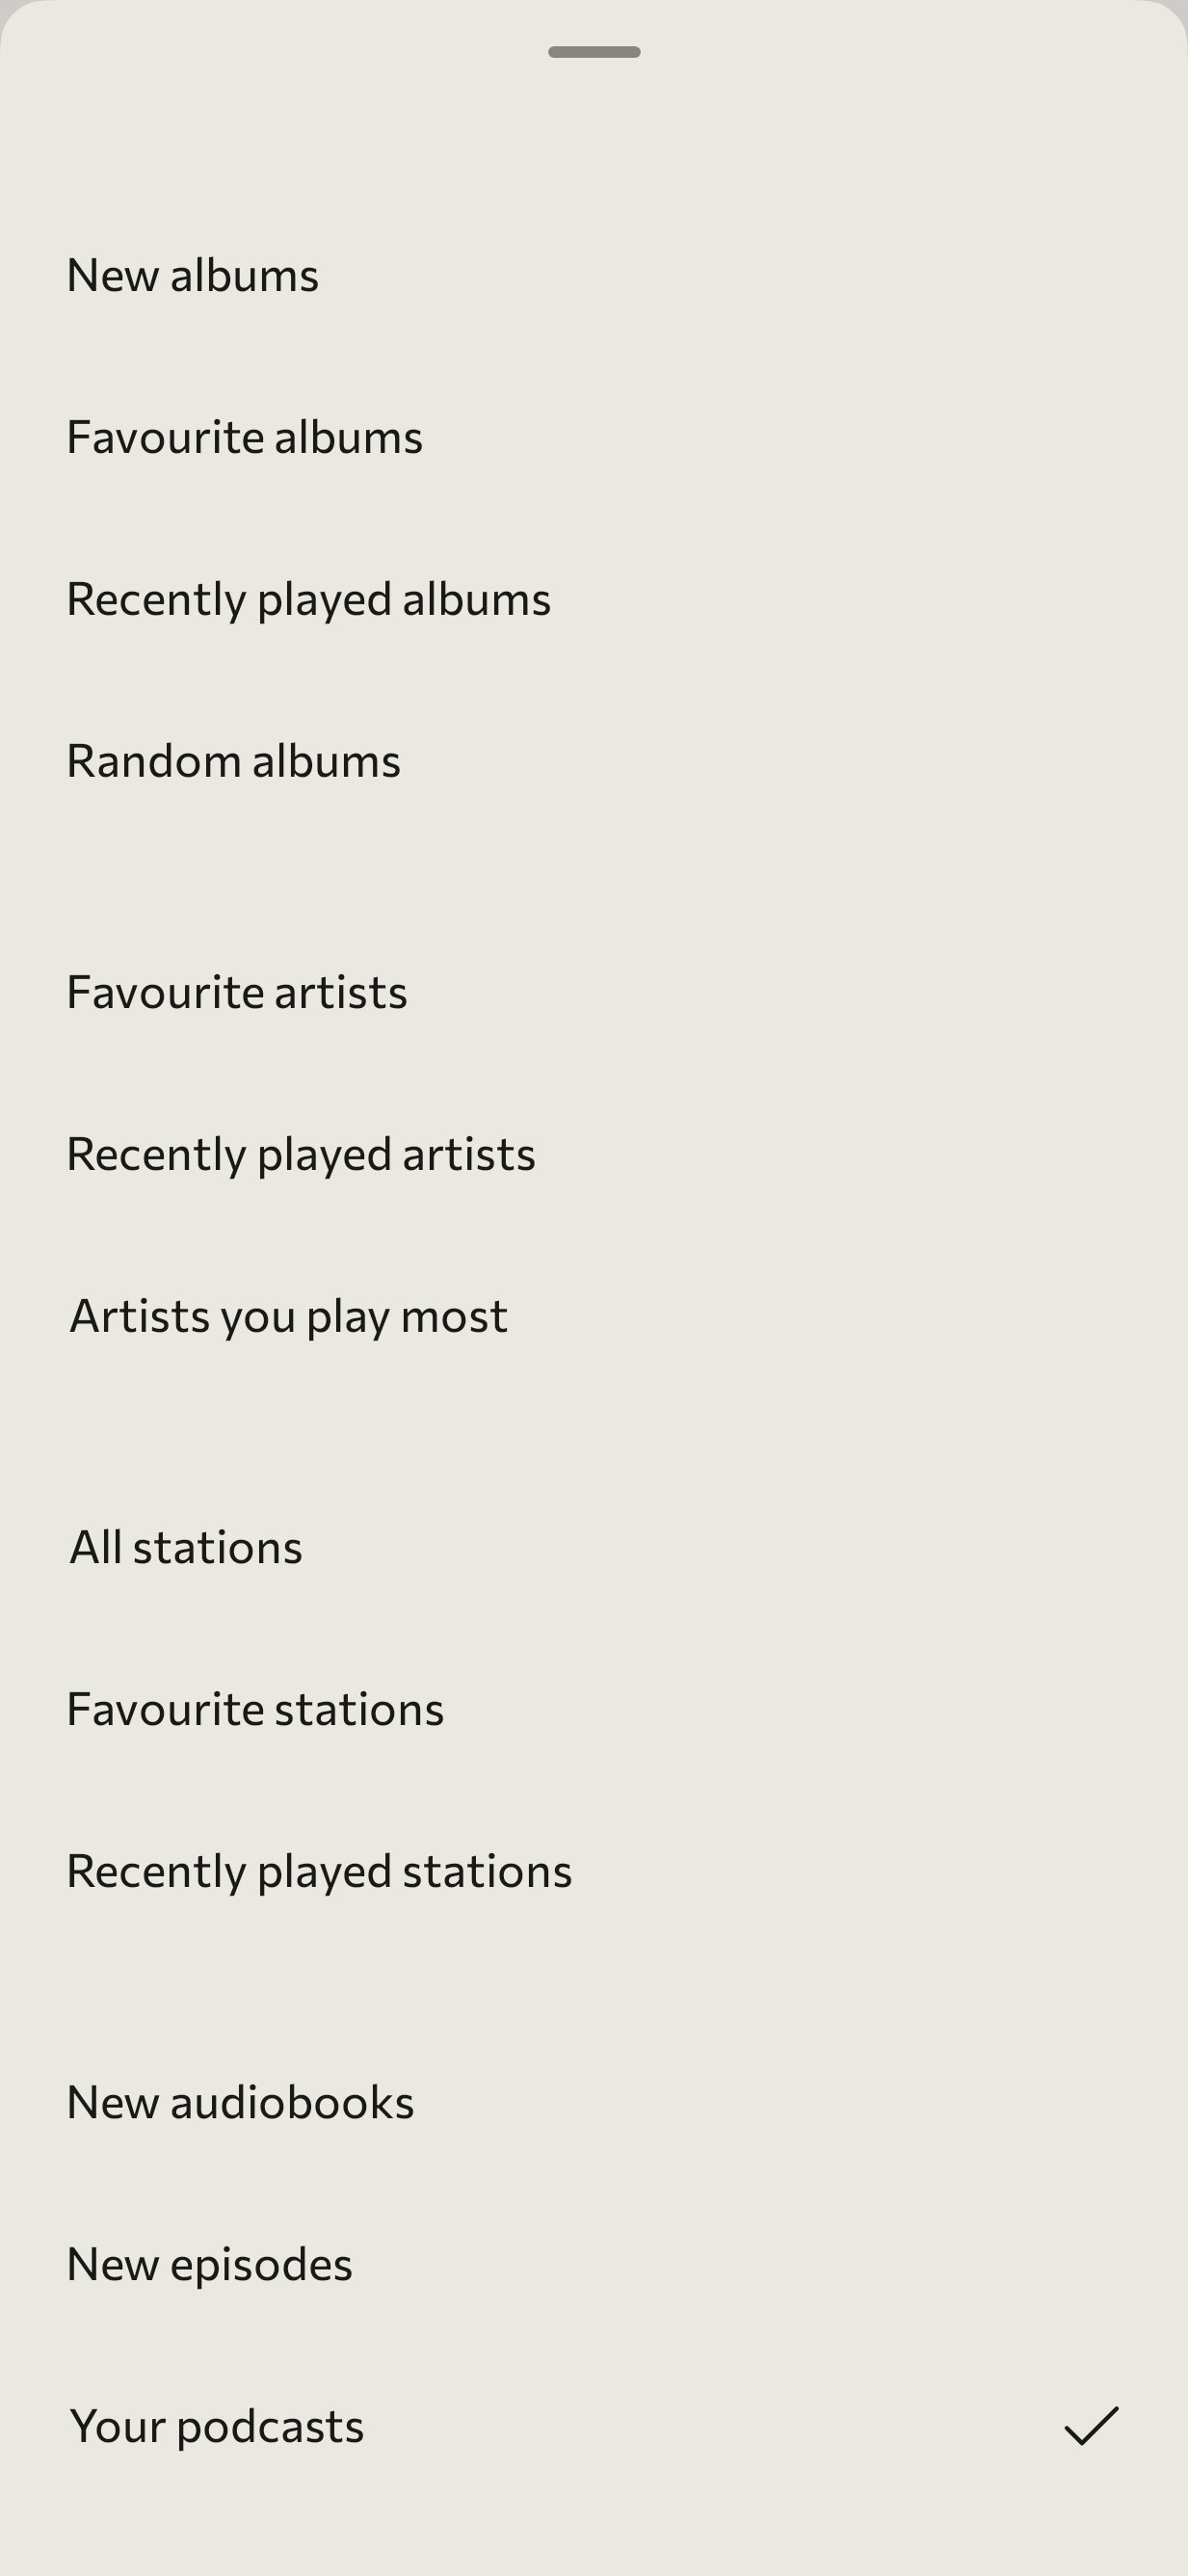 New albums
Favourite albums
Recently played albums
Random albums
Favourite artists
Recently played artists
Artists you play most
All stations
Favourite stations
Recently played stations
New audiobooks
New episodes
Your podcasts